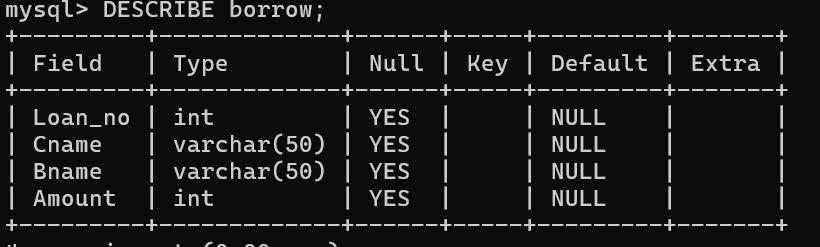 mysql> DESCRIBE borrow;
+---------+-------------+------+-----+---------+-------+
| Field   | Type        | Null | Key | Default | Extra |
+---------+-------------+------+-----+---------+-------+
| Loan_no | int         | YES  |     | NULL    |       |
| Cname   | varchar(50) | YES  |     | NULL    |       |
| Bname   | varchar(50) | YES  |     | NULL    |       |
| Amount  | int         | YES  |     | NULL    |       |
+---------+-------------+------+-----+---------+-------+